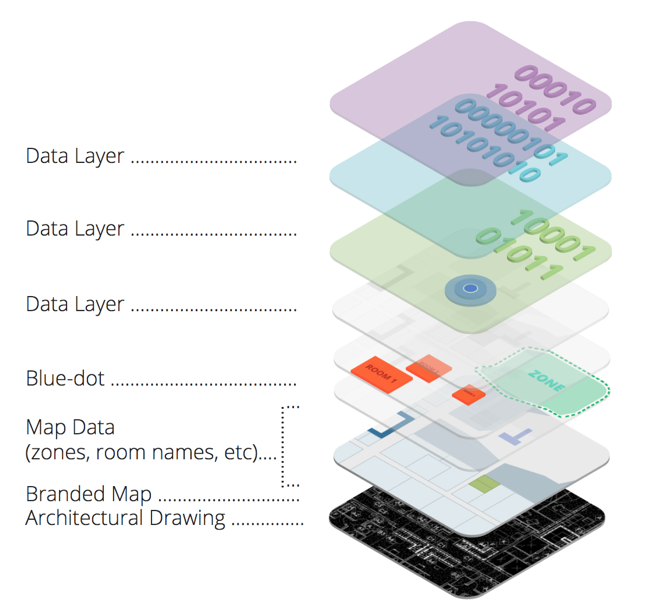 00010
10101
00000101
10101010
Data Layer ..................................
Data Layer ..................................
10001
01011
Data Layer ..................................
Blue-dot ......................................
ROOM 1
ZONE
Map Data
(zones, room names, etc)....
Branded Map .............................
Architectural Drawing ...............